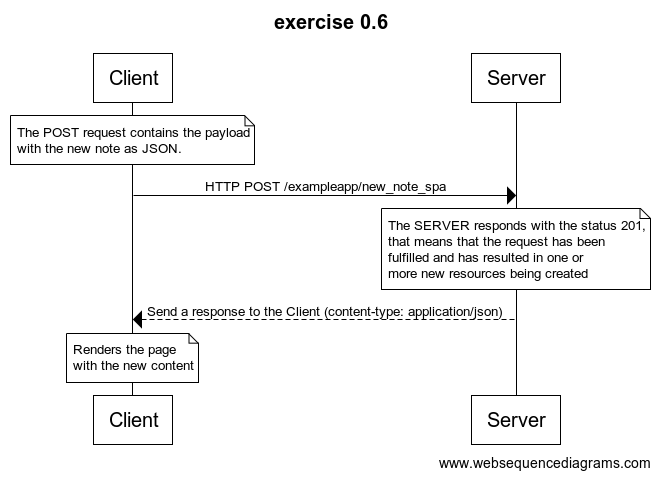 exercise 0.6
Client
Server
The POST request contains the payload
with the new note as JSON.
HTTP POST /exampleapp/new_note_spa
The SERVER responds with the status 201,
that means that the request has been
fulfilled and has resulted in one or
more new resources being created
Send a response to the Client (content-type: application/json)
Renders the page
with the new content
Client
Server
www.websequencediagrams.com